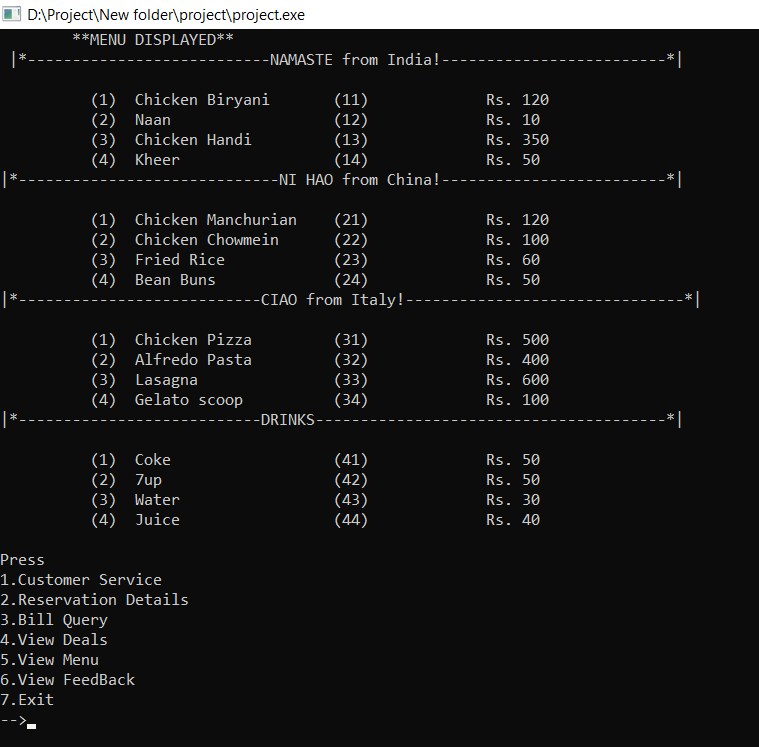 D:\Project\New folder\project\project.exe
**MENU DISPLAYED**
|*---------------------------NAMASTE from India!-------------------------*|
(1) Chicken Biryani (11) Rs. 120
(2) Naan (12) Rs. 10
(3) Chicken Handi (13) Rs. 350
(4) Kheer (14) Rs. 50
|*-----------------------------NI HAO from China!-------------------------*|
(1) Chicken Manchurian (21) Rs. 120
(2) Chicken Chowmein (22) Rs. 100
(3) Fried Rice (23) Rs. 60
(4) Bean Buns (24) Rs. 50
|*---------------------------CIAO from Italy!-------------------------------*|
(1) Chicken Pizza (31) Rs. 500
(2) Alfredo Pasta (32) Rs. 400
(3) Lasagna (33) Rs. 600
(4) Gelato scoop (34) Rs. 100
|*---------------------------DRINKS---------------------------------------*|
(1) Coke (41) Rs. 50
(2) 7up (42) Rs. 50
(3) Water (43) Rs. 30
(4) Juice (44) Rs. 40
Press
1.Customer Service
2.Reservation Details
3.Bill Query
4.View Deals
5.View Menu
6.View FeedBack
7.Exit
-->